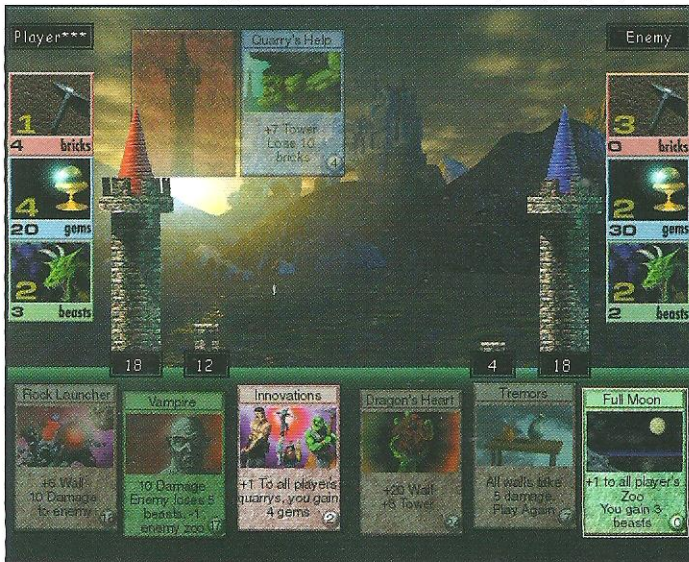 Player***
1
4 bricks
4
20 gems
2
3 beasts
Quarry's Help
+7 Tower
Lose 10
bricks
4
Enemy
3
0 bricks
2
30 gems
2
2 beasts
18
12
4
18
Rock Launcher
+6 Wall
10 Damage
to enemy
18
Vampire
10 Damage
Enemy loses 5
beasts, -1
enemy zoo
17
Innovations
+1 To all players
quarrys, you gain
4 gems
2
Dragon's Heart
+20 Wall
+8 Tower
Tremors
All walls take
5 damage.
Play Again
7
Full Moon
+1 to all player's
Zoo
You gain 3
beasts
0